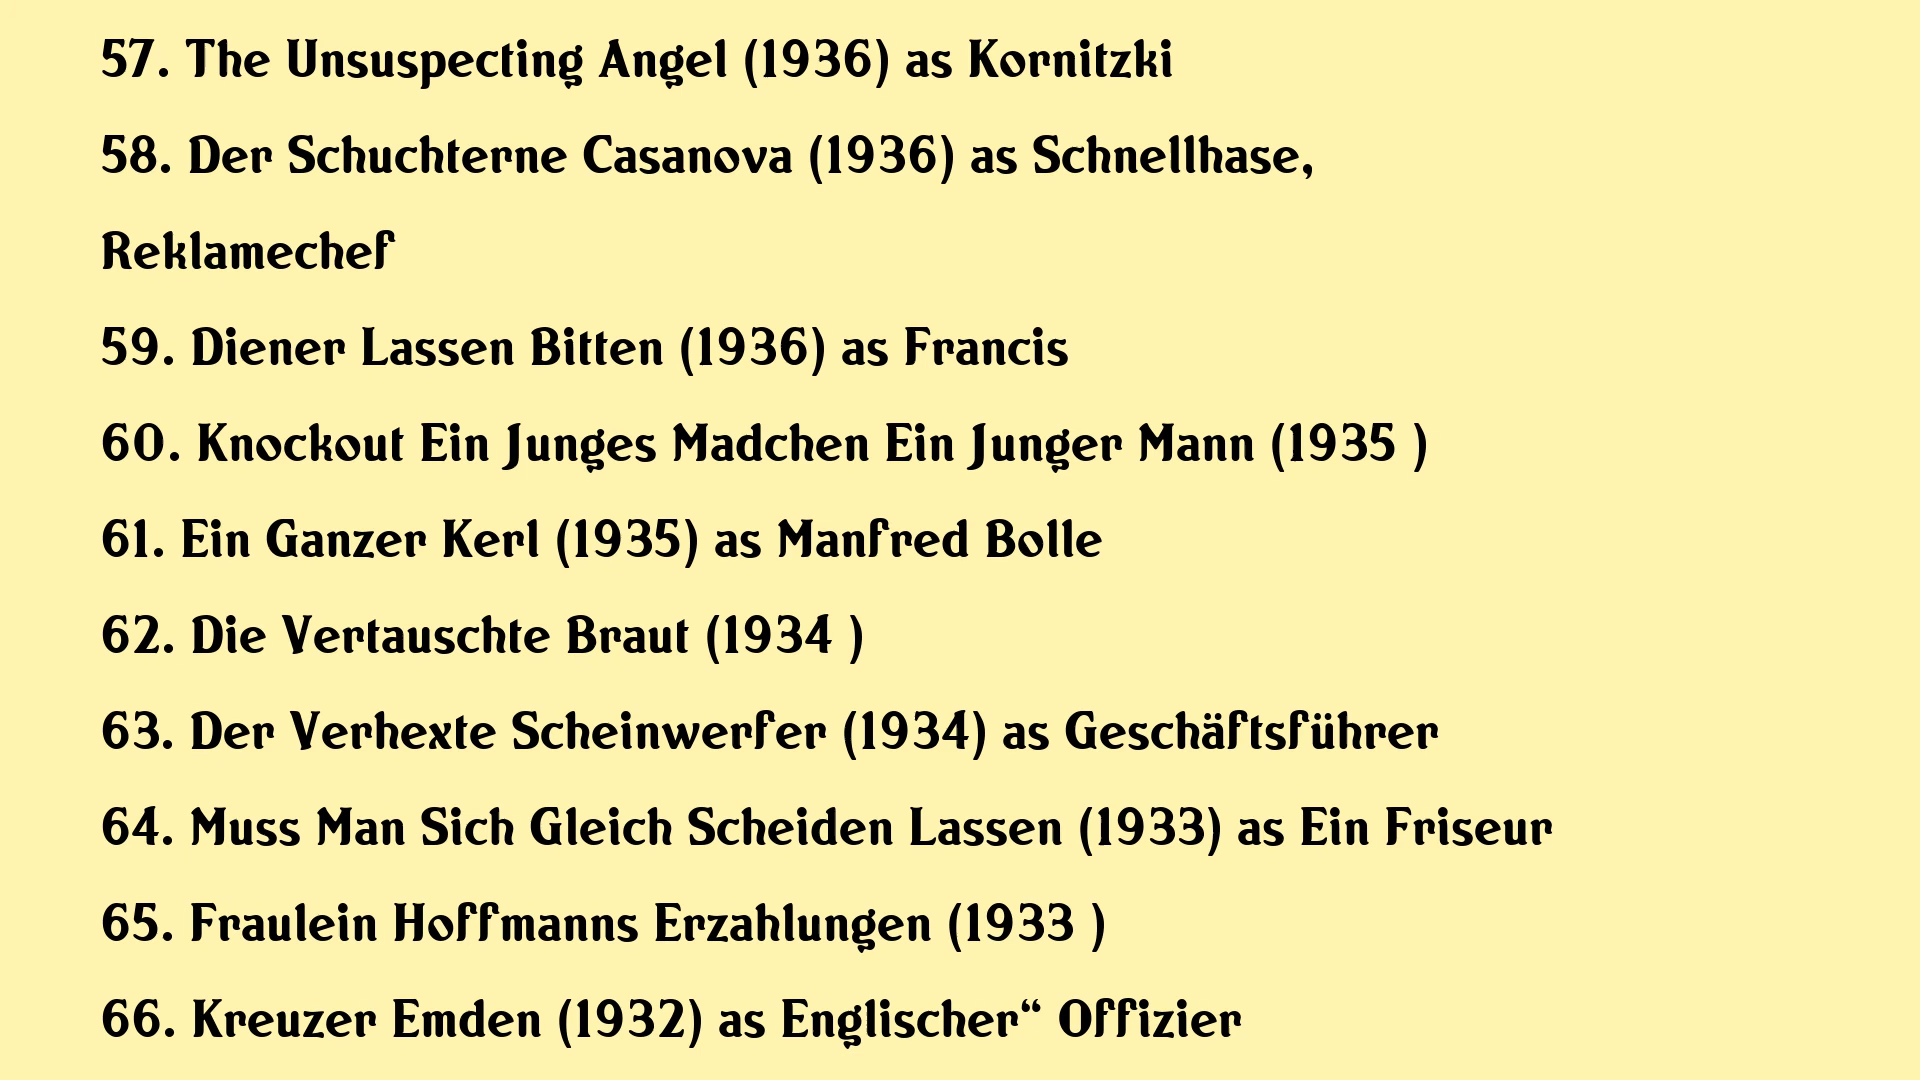 57. The Unsuspecting Angel (1936) as Kornitzki
58. Der Schuchterne Casanova (1936) as Schnellhase,
Reklamechef
59. Diener Lassen Bitten (1936) as Francis
60. Knockout Ein Junges Madchen Ein Junger Mann (1935 )
61. Ein Ganzer Kerl (1935) as Manfred Bolle
62. Die Vertauschte Braut (1934 )
63. Der Verhexte Scheinwerfer (1934) as Geschäftsführer
64. Muss Man Sich Gleich Scheiden Lassen (1933) as Ein Friseur
65. Fraulein Hoffmanns Erzahlungen (1933 )
66. Kreuzer Emden (1932) as Englischer“ Offizier